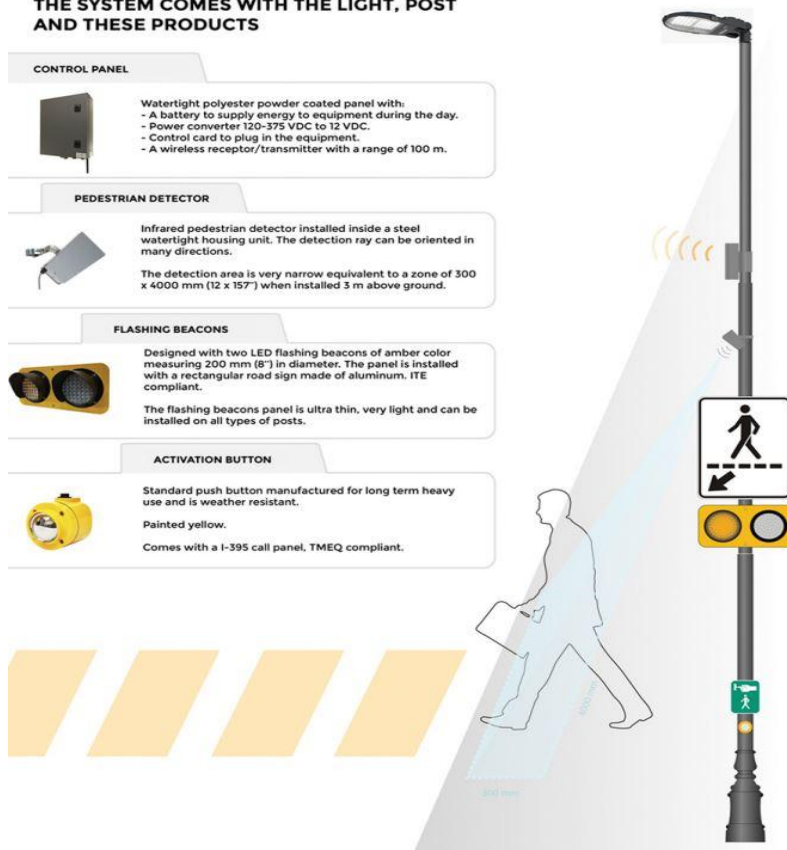 THE SYSTEM COMES WITH THE LIGHT, POST
AND THESE PRODUCTS
CONTROL PANEL
Watertight polyester powder coated panel with:
- A battery to supply energy to equipment during the day.
- Power converter 120-375 VDC to 12 VDC.
- Control card to plug in the equipment.
- A wireless receptor/transmitter with a range of 100 m.
PEDESTRIAN DETECTOR
Infrared pedestrian detector installed inside a steel
watertight housing unit. The detection ray can be oriented in
many directions.
The detection area is very narrow equivalent to a zone of 300
x 4000 mm (12 x 157") when installed 3 m above ground.
FLASHING BEACONS
Designed with two LED flashing beacons of amber color
measuring 200 mm (8") in diameter. The panel is installed
with a rectangular road sign made of aluminum. ITE
compliant.
The flashing beacons panel is ultra thin, very light and can be
installed on all types of posts.
ACTIVATION BUTTON
Standard push button manufactured for long term heavy
use and is weather resistant.
Painted yellow.
Comes with a I-395 call panel, TMEQ compliant.
4000 mm
300 mm